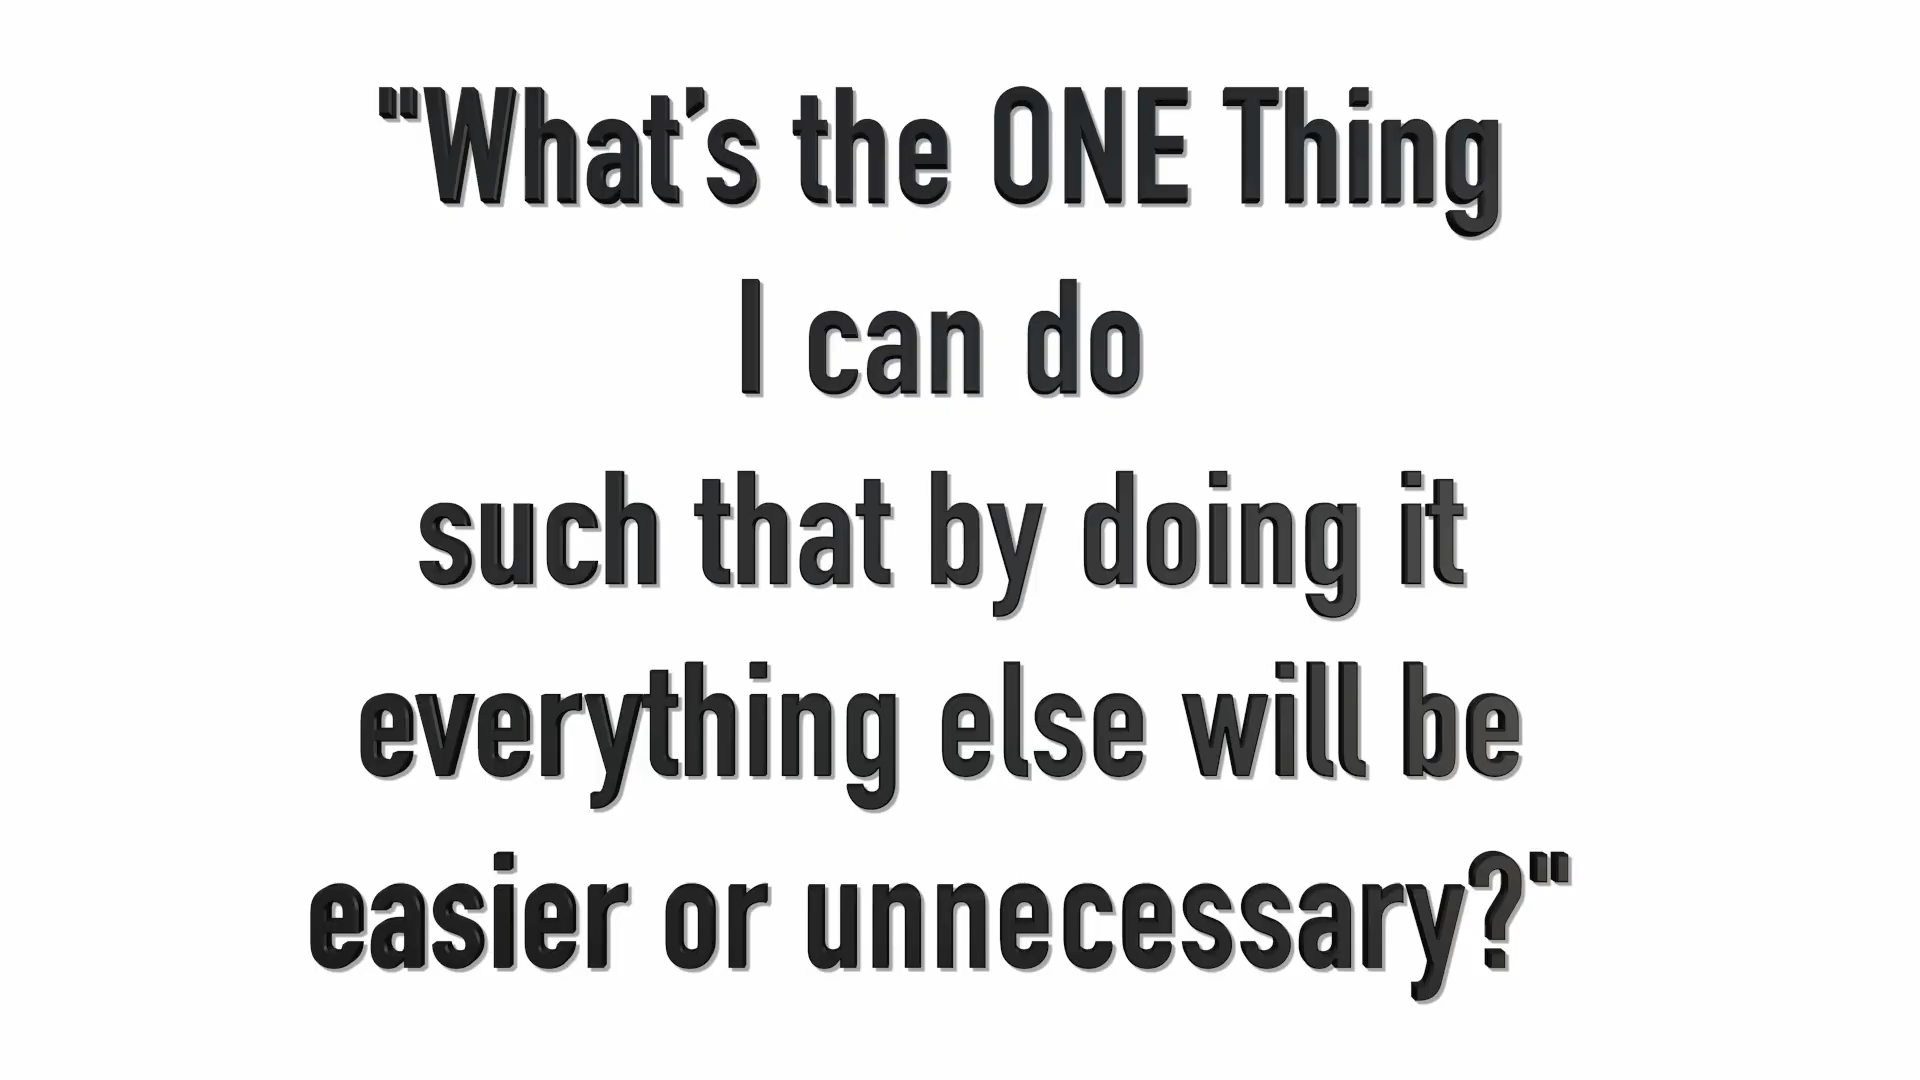 "What's the ONE Thing
I can do
such that by doing it
everything else will be
easier or unnecessary?"